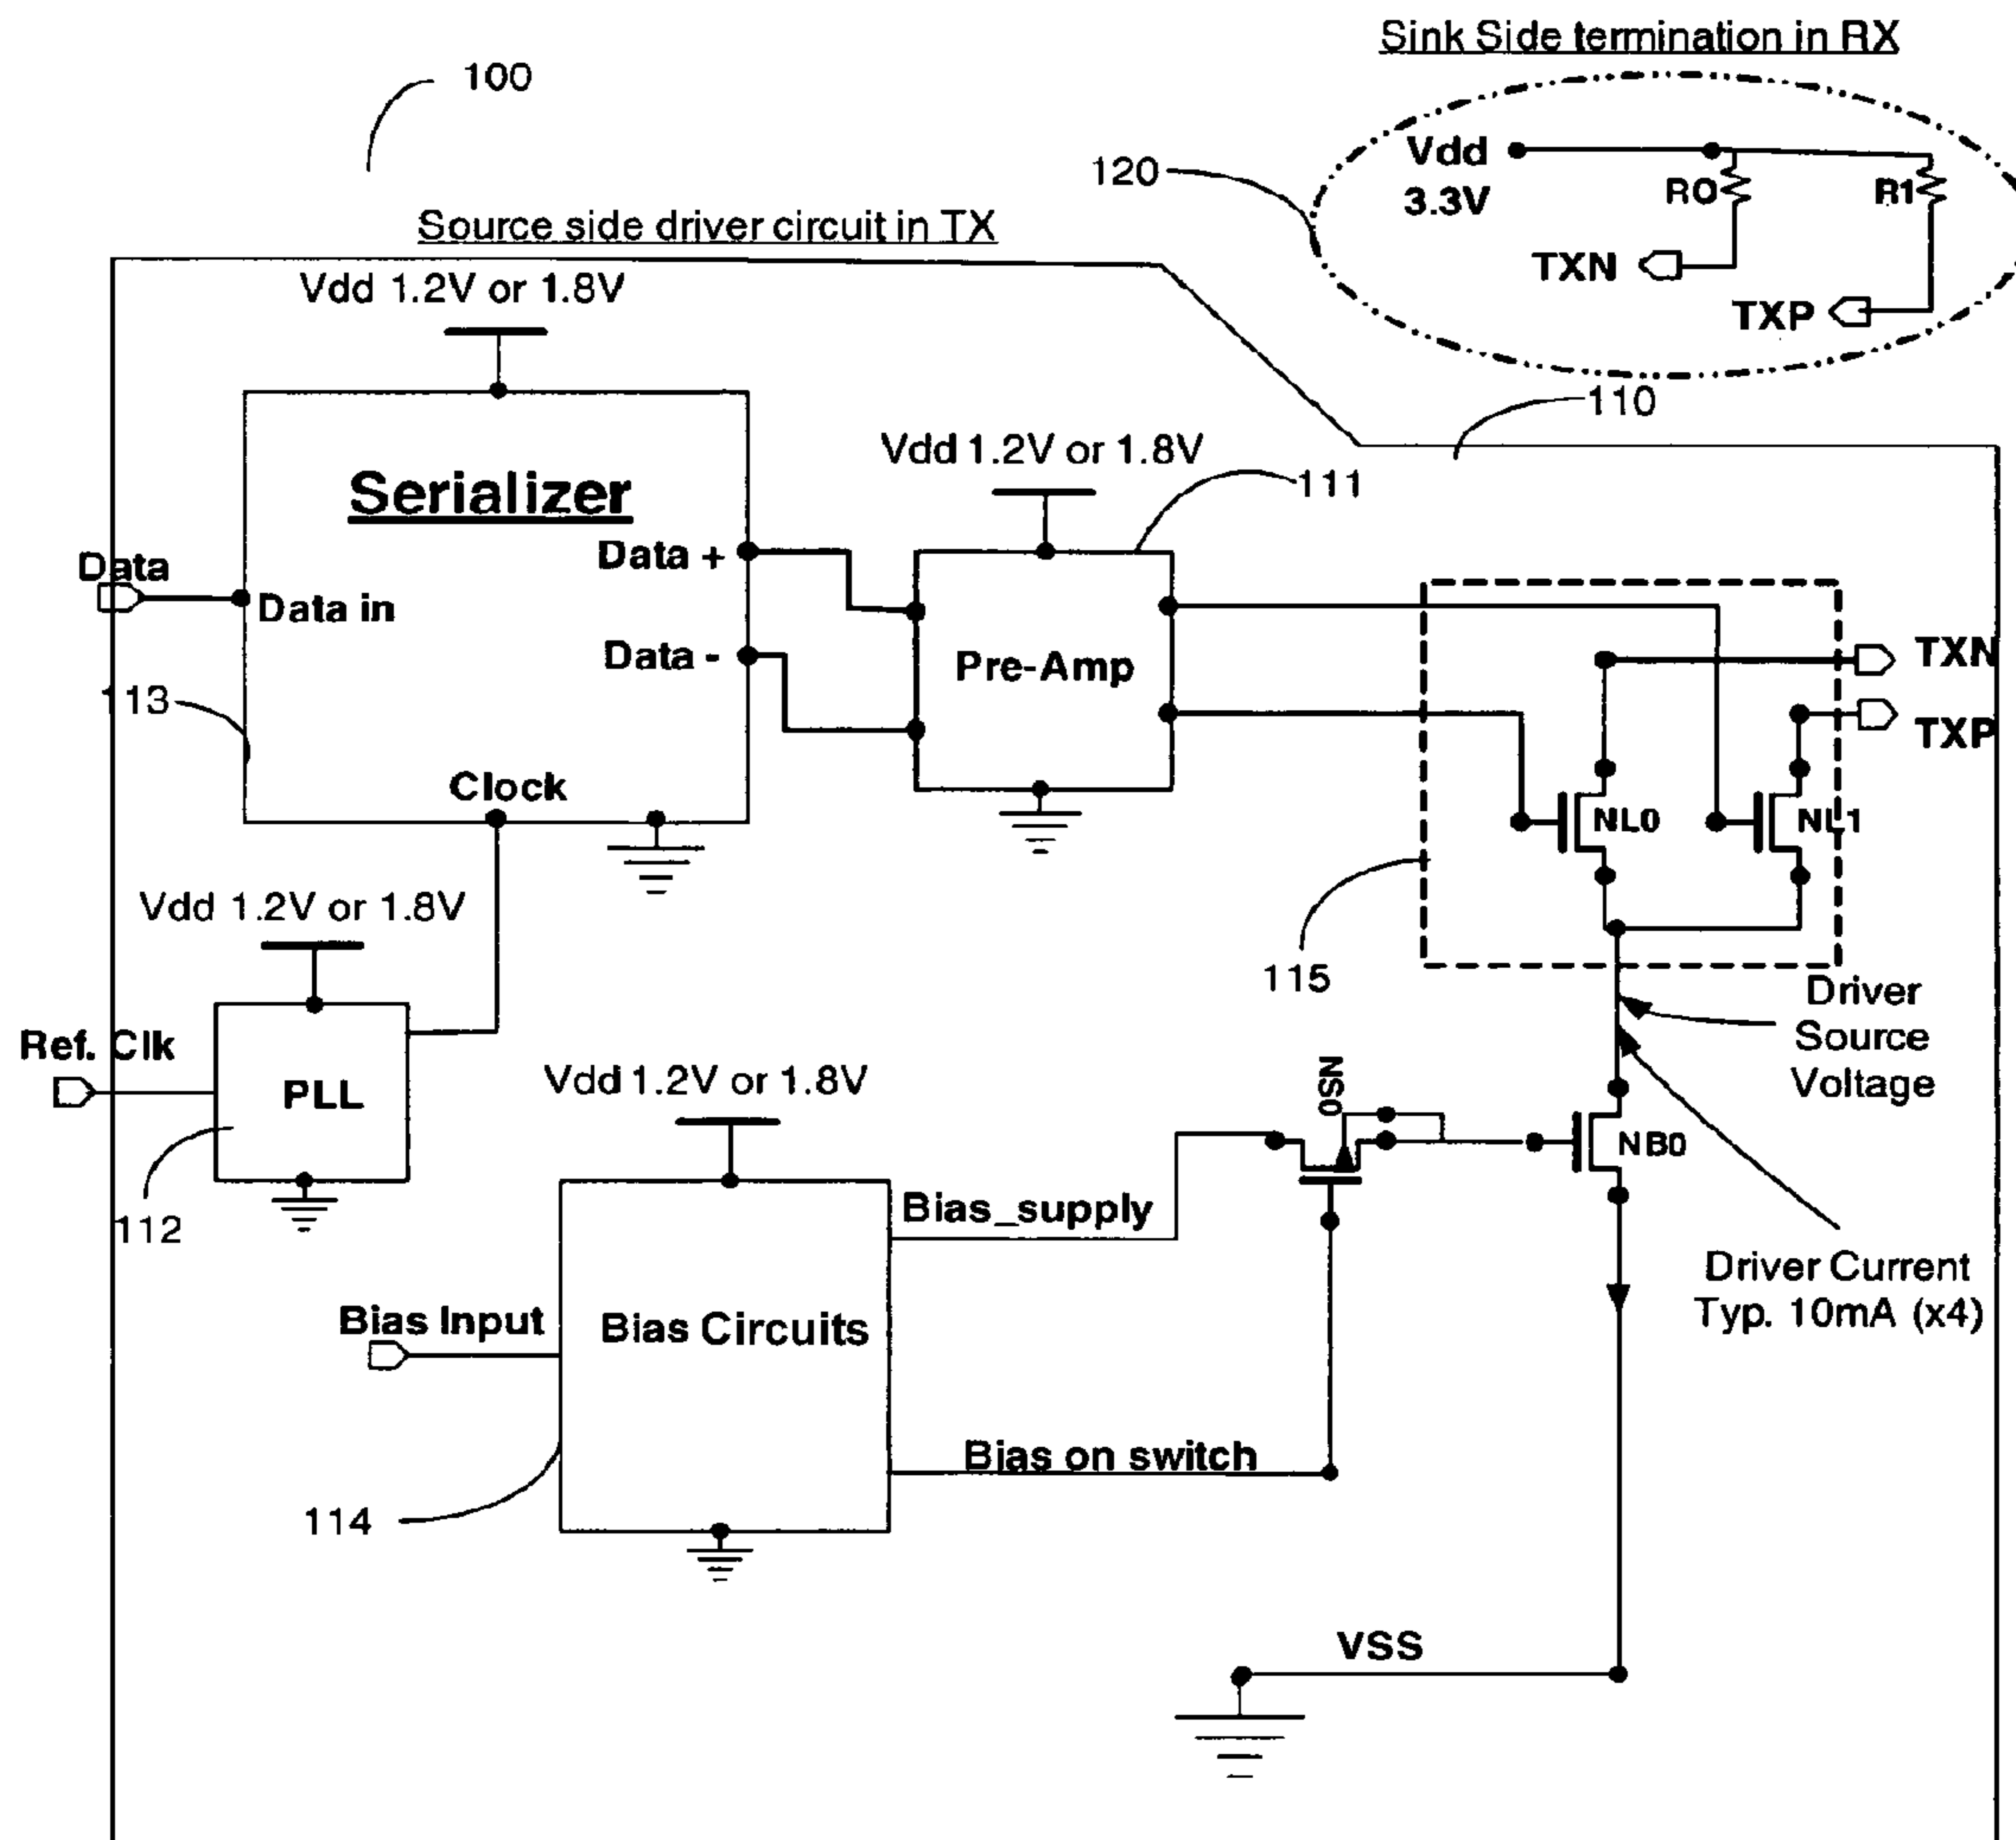 Sink Side termination in RX
100
120
Vdd
3.3V
R0
R1
TXN
TXP
Source side driver circuit in TX
Vdd 1.2V or 1.8V
110
Serializer
Data +
Data -
Data
Data in
Clock
113
Vdd 1.2V or 1.8V
111
Pre-Amp
TXN
TXP
NL0
NL1
115
Driver
Source
Voltage
Vdd 1.2V or 1.8V
Ref. Clk
PLL
112
Vdd 1.2V or 1.8V
NS0
NB0
Bias_supply
Driver Current
Typ. 10mA (x4)
Bias Input
Bias Circuits
Bias on switch
114
VSS